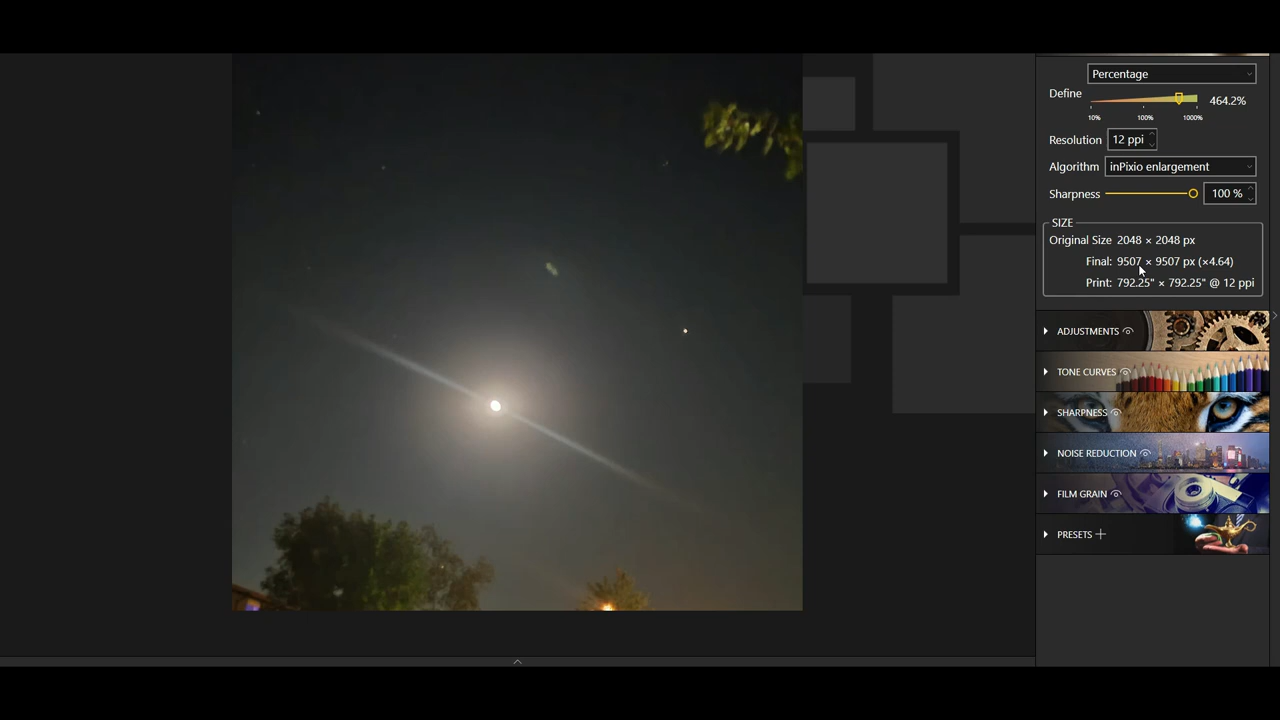 Percentage
Define
464.2%
10% 100% 1000%
Resolution 12 ppi
Algorithm inPixio enlargement
Sharpness 100 %
SIZE
Original Size 2048 × 2048 px
Final: 9507 × 9507 px (×4.64)
Print: 792.25" × 792.25" @ 12 ppi
ADJUSTMENTS
TONE CURVES
SHARPNESS
NOISE REDUCTION
FILM GRAIN
PRESETS